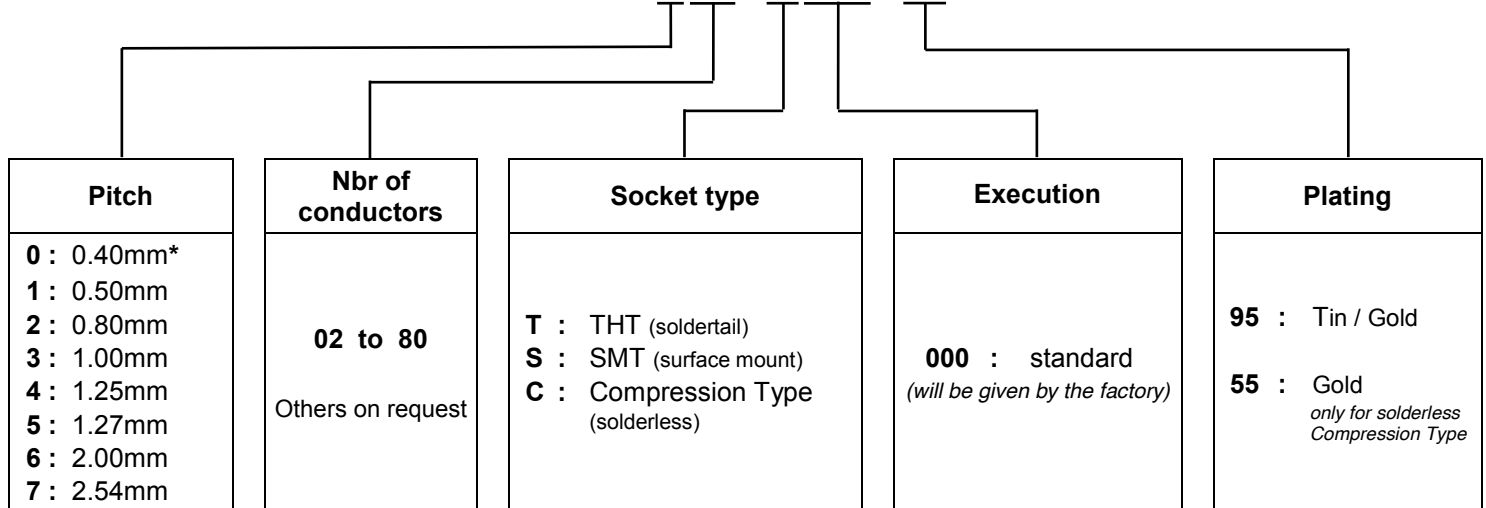 Pitch
0 : 0.40mm*
1 : 0.50mm
2 : 0.80mm
3 : 1.00mm
4 : 1.25mm
5 : 1.27mm
6 : 2.00mm
7 : 2.54mm
Nbr of
conductors
02 to 80
Others on request
Socket type
T : THT (soldertail)
S : SMT (surface mount)
C : Compression Type
(solderless)
Execution
000 : standard
(will be given by the factory)
Plating
95 : Tin / Gold
55 : Gold
only for solderless
Compression Type